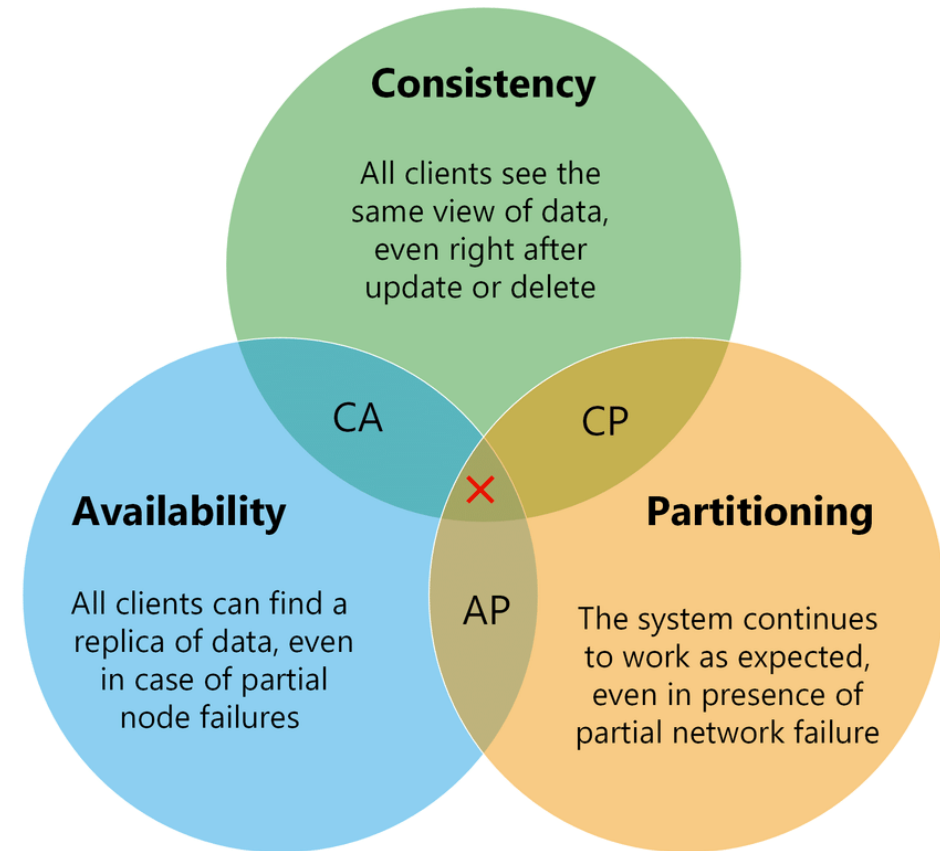 Consistency
All clients see the
same view of data,
even right after
update or delete
CA
CP
Availability
All clients can find a
replica of data, even
in case of partial
node failures
AP
Partitioning
The system continues
to work as expected,
even in presence of
partial network failure